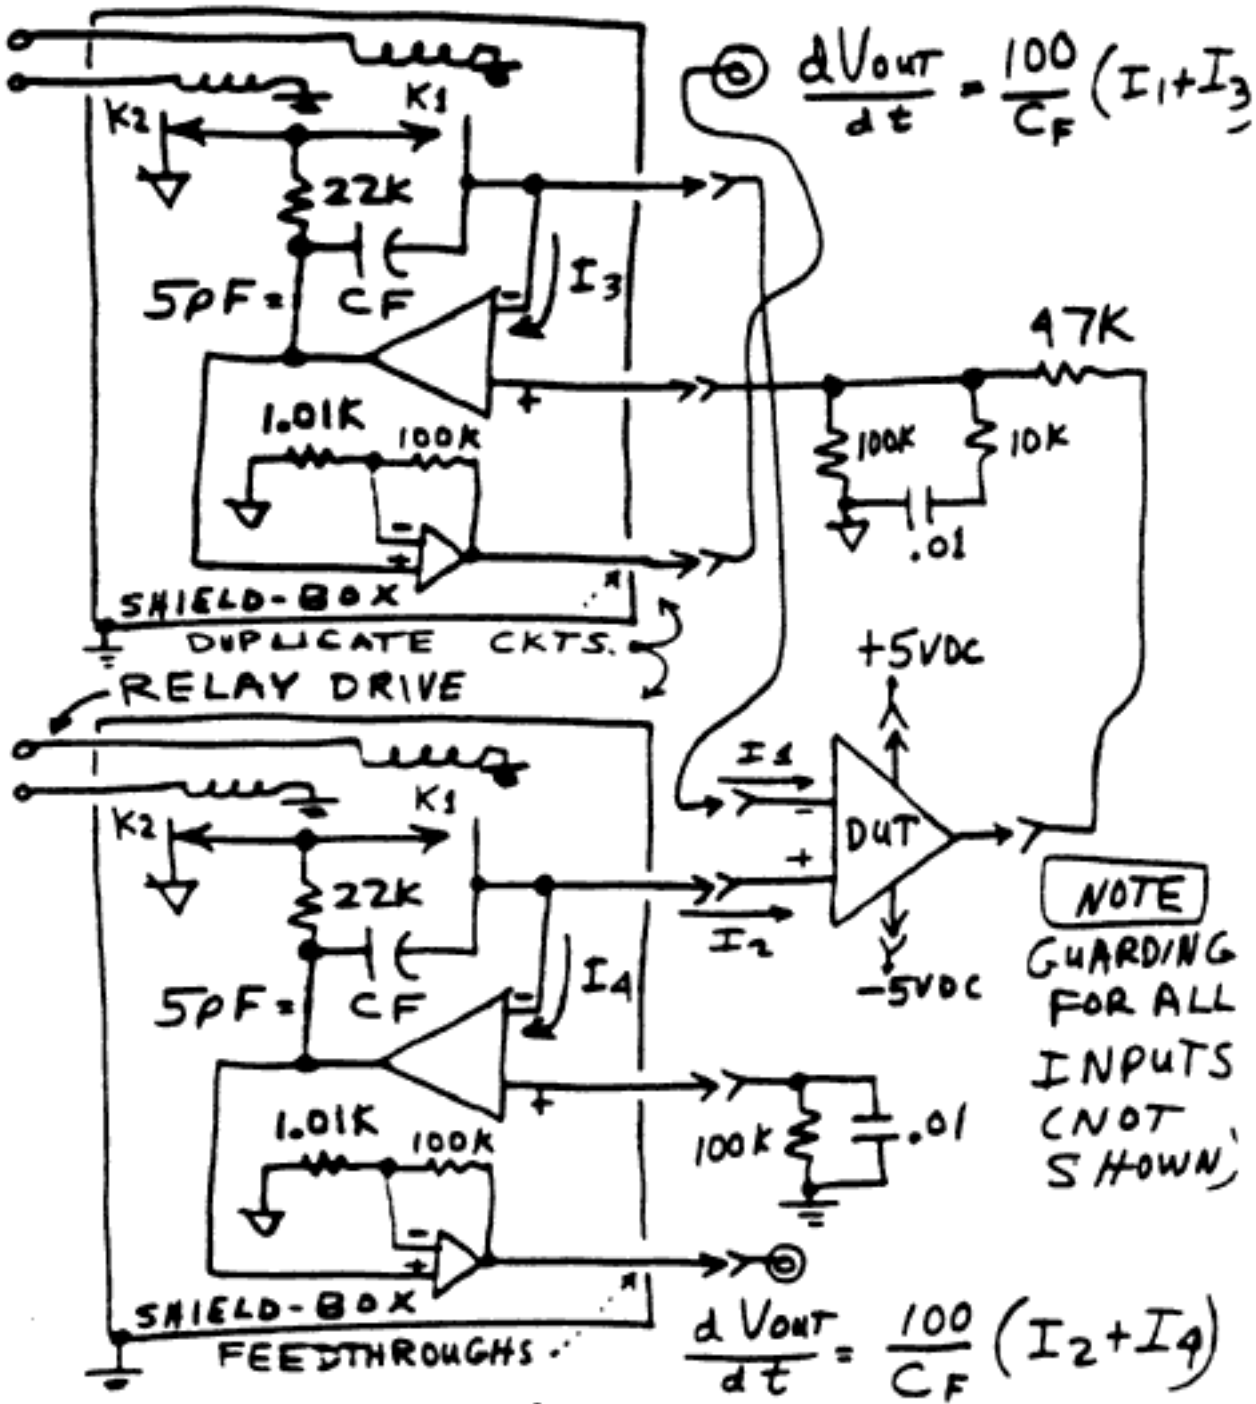 dVOUT/dt = 100/CF (I1+I3)
K2
K1
22K
5pF=
CF
I3
-
+
1.01K
100K
-
+
SHIELD-BOX
47K
100K
10K
.01
DUPLICATE CKTS.
RELAY DRIVE
K2
K1
22K
5pF=
CF
I4
-
+
1.01K
100K
-
+
SHIELD-BOX
FEEDTHROUGHS
+5VDC
I1
-
DUT
+
I2
-5VDC
100K
.01
NOTE
GUARDING
FOR ALL
INPUTS
(NOT
SHOWN)
dVOUT/dt = 100/CF (I2+I4)